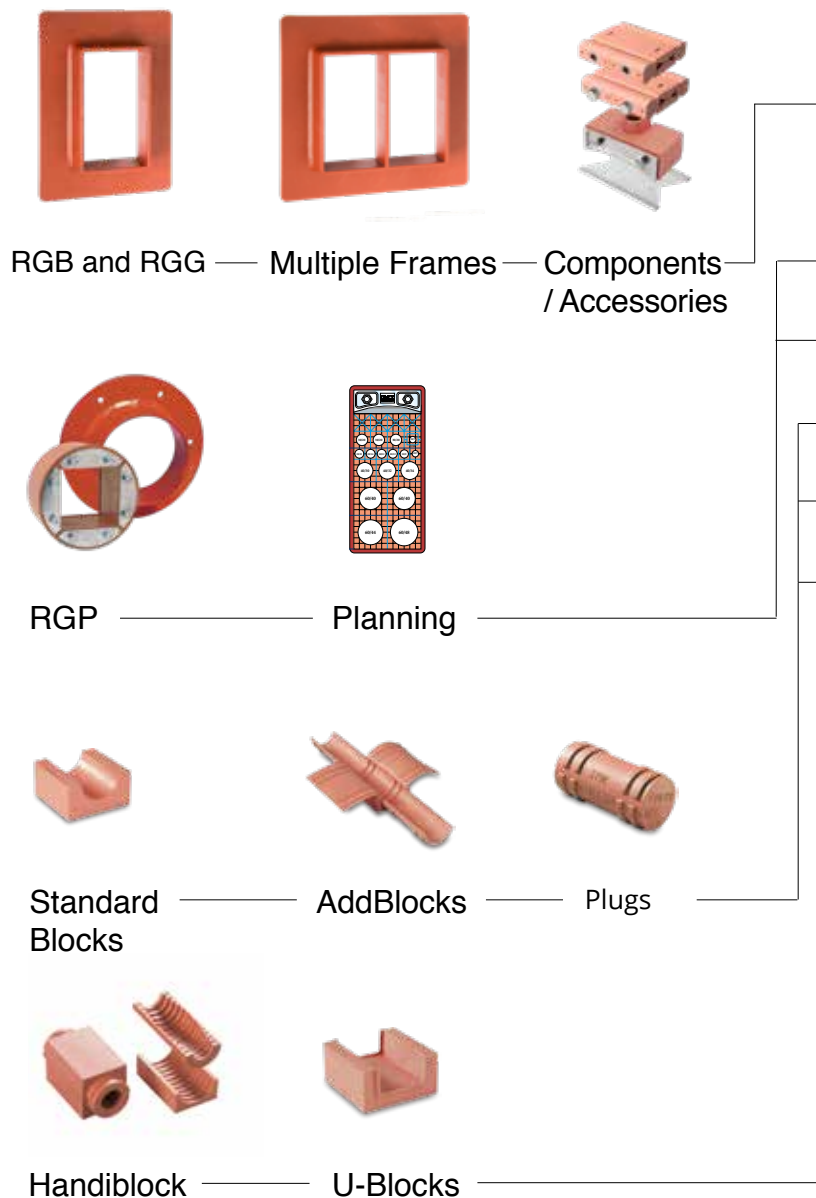 RGB and RGG
Multiple Frames
Components
/ Accessories
RGP
Planning
Standard
Blocks
AddBlocks
Plugs
Handiblock
U-Blocks